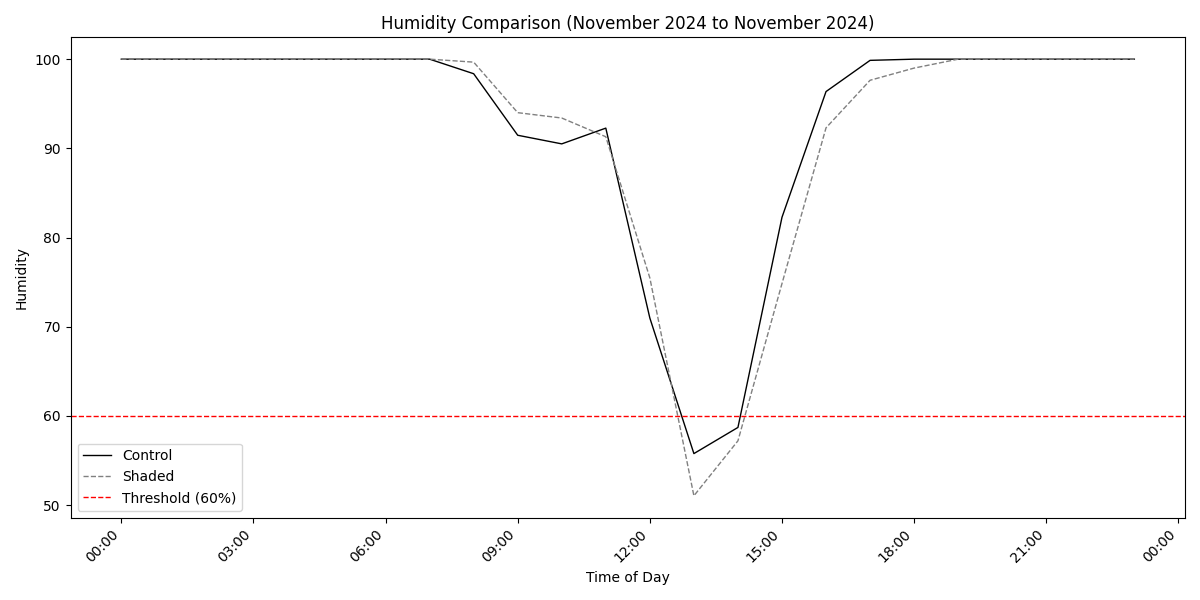 Humidity Comparison (November 2024 to November 2024)
Humidity
100
90
80
70
60
50
Control
Shaded
Threshold (60%)
00:00
03:00
06:00
09:00
12:00
15:00
18:00
21:00
00:00
Time of Day